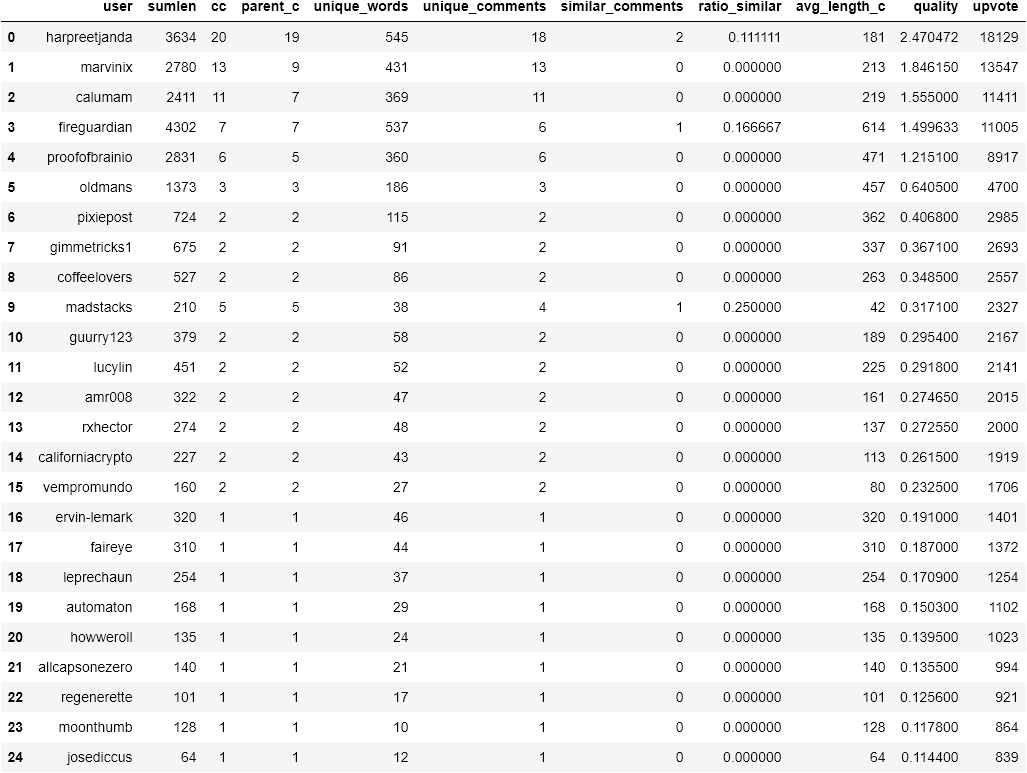 user sumlen cc parent_c unique_words unique_comments similar_comments ratio_similar avg_length_c quality upvote
0 harpreetjanda 3634 20 19 545 18 2 0.111111 181 2.470472 18129
1 marvinix 2780 13 9 431 13 0 0.000000 213 1.846150 13547
2 calumam 2411 11 7 369 11 0 0.000000 219 1.555000 11411
3 fireguardian 4302 7 7 537 6 1 0.166667 614 1.499633 11005
4 proofofbrainio 2831 6 5 360 6 0 0.000000 471 1.215100 8917
5 oldmans 1373 3 3 186 3 0 0.000000 457 0.640500 4700
6 pixiepost 724 2 2 115 2 0 0.000000 362 0.406800 2985
7 gimmetricks1 675 2 2 91 2 0 0.000000 337 0.367100 2693
8 coffeelovers 527 2 2 86 2 0 0.000000 263 0.348500 2557
9 madstacks 210 5 5 38 4 1 0.250000 42 0.317100 2327
10 guurry123 379 2 2 58 2 0 0.000000 189 0.295400 2167
11 lucylin 451 2 2 52 2 0 0.000000 225 0.291800 2141
12 amr008 322 2 2 47 2 0 0.000000 161 0.274650 2015
13 rxhector 274 2 2 48 2 0 0.000000 137 0.272550 2000
14 californiacrypto 227 2 2 43 2 0 0.000000 113 0.261500 1919
15 vempromundo 160 2 2 27 2 0 0.000000 80 0.232500 1706
16 ervin-lemark 320 1 1 46 1 0 0.000000 320 0.191000 1401
17 faireye 310 1 1 44 1 0 0.000000 310 0.187000 1372
18 leprechaun 254 1 1 37 1 0 0.000000 254 0.170900 1254
19 automaton 168 1 1 29 1 0 0.000000 168 0.150300 1102
20 howweroll 135 1 1 24 1 0 0.000000 135 0.139500 1023
21 allcapsonezero 140 1 1 21 1 0 0.000000 140 0.135500 994
22 regenerette 101 1 1 17 1 0 0.000000 101 0.125600 921
23 moonthumb 128 1 1 10 1 0 0.000000 128 0.117800 864
24 josediccus 64 1 1 12 1 0 0.000000 64 0.114400 839